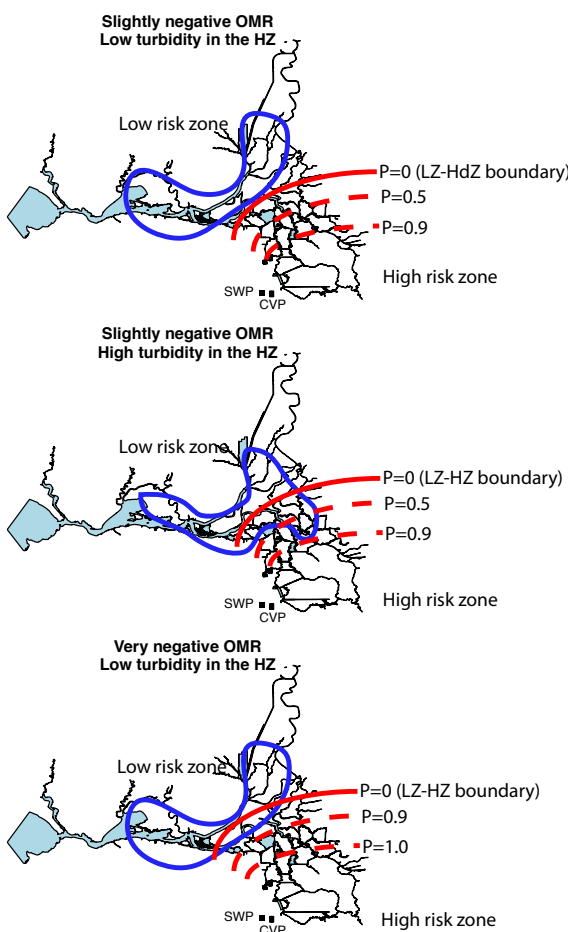 Slightly negative OMR
Low turbidity in the HZ
Low risk zone
P=0 (LZ-HdZ boundary)
P=0.5
P=0.9
High risk zone
SWP
CVP
Slightly negative OMR
High turbidity in the HZ
Low risk zone
P=0 (LZ-HZ boundary)
P=0.5
P=0.9
High risk zone
SWP
CVP
Very negative OMR
Low turbidity in the HZ
Low risk zone
P=0 (LZ-HZ boundary)
P=0.9
P=1.0
High risk zone
SWP
CVP